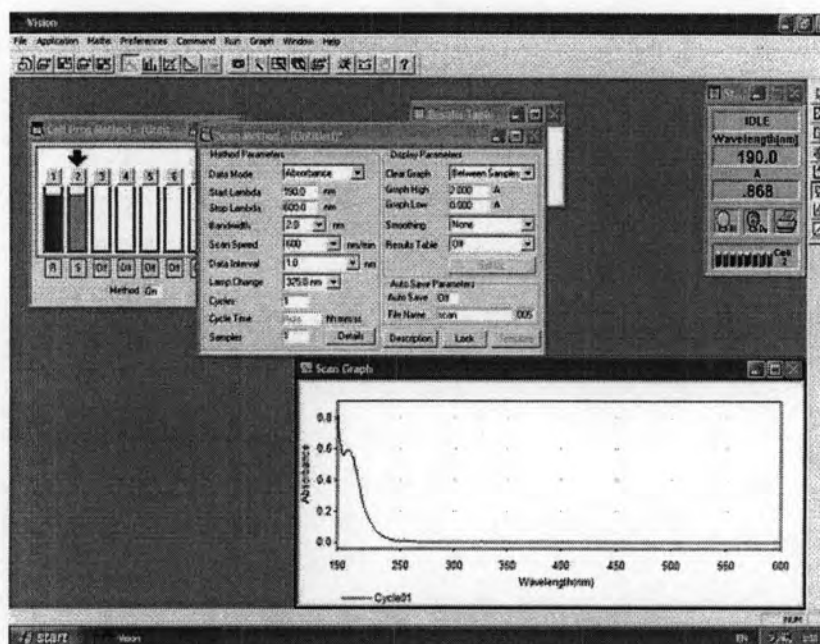 Vision
File Application Maths Preferences Command Run Graph Window Help
Results Table
Scan Method - (Untitled)*
Method Parameters
Data Mode Absorbance
Start Lambda 190.0 nm
Stop Lambda 600.0 nm
Bandwidth 2.0 nm
Scan Speed 600 nm/min
Data Interval 1.0 nm
Lamp Change 325.0 nm
Cycles 1
Cycle Time Auto hh:mm:ss
Samples 1 Details
Display Parameters
Clear Graph Between Samples
Graph High 2.000 A
Graph Low 0.000 A
Smoothing None
Results Table Off
Auto Save Parameters
Auto Save Off
File Name scan .005
Description Lock
1 2 3 4 5 6
R S Off Off Off
Method On
IDLE
Wavelength(nm)
190.0
A
.868
Cell
2
Scan Graph
Absorbance
0.8
0.6
0.4
0.2
0.0
190 250 300 350 400 450 500 550 600
Wavelength(nm)
Cycle01
NUM
start Vision EN